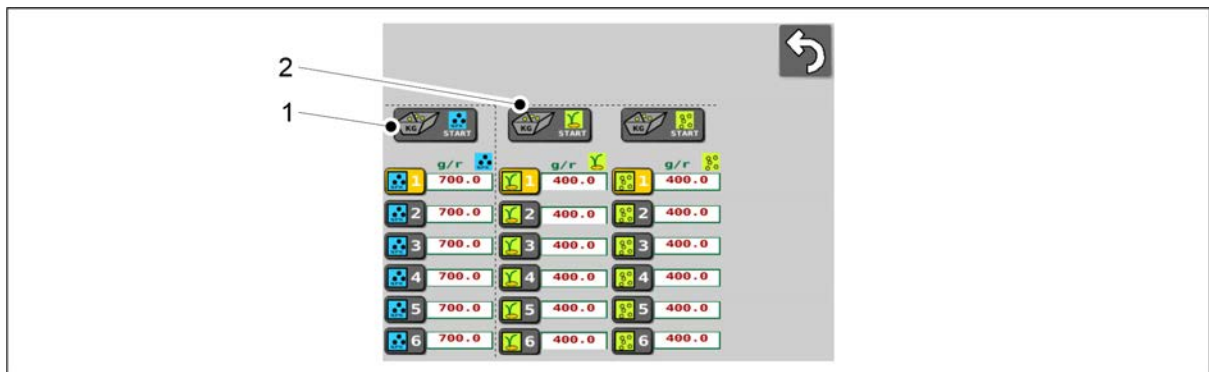 2
1
KG START KG START KG START
g/r g/r g/r
1 700.0 1 400.0 1 400.0
2 700.0 2 400.0 2 400.0
3 700.0 3 400.0 3 400.0
4 700.0 4 400.0 4 400.0
5 700.0 5 400.0 5 400.0
6 700.0 6 400.0 6 400.0